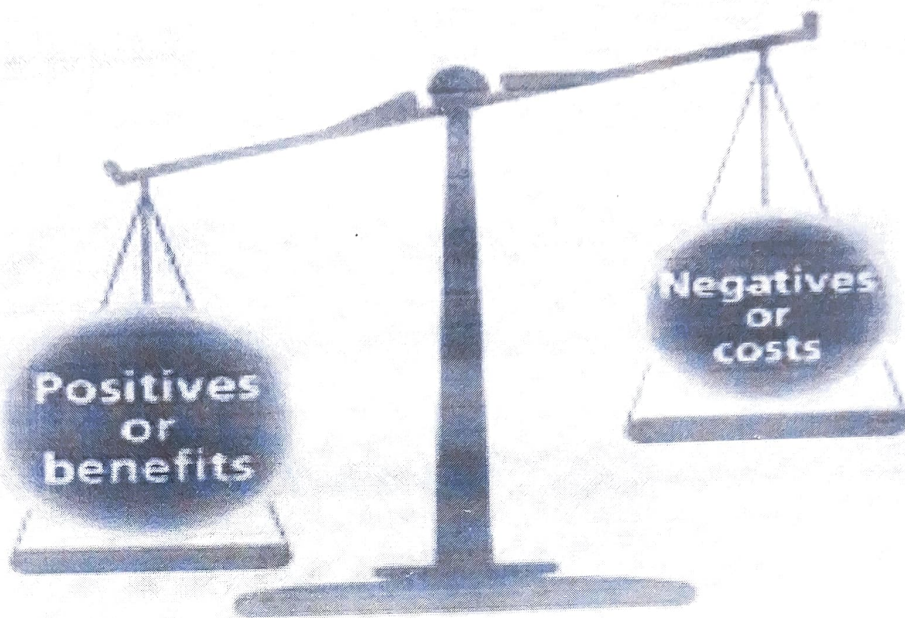 Positives
or
benefits
Negatives
or
costs